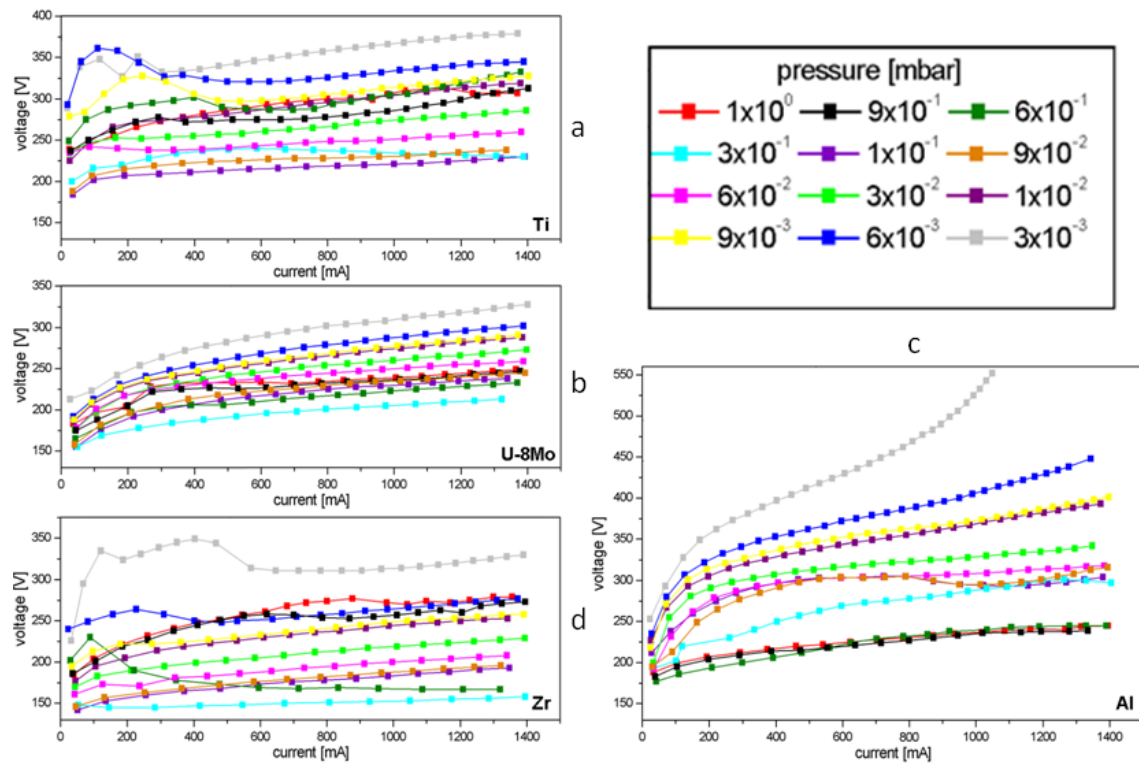 400
350
300
250
200
150
voltage [V]
0 200 400 600 800 1000 1200 1400
current [mA]
Ti
a
pressure [mbar]
1x10⁰ 9x10⁻¹ 6x10⁻¹
3x10⁻¹ 1x10⁻¹ 9x10⁻²
6x10⁻² 3x10⁻² 1x10⁻²
9x10⁻³ 6x10⁻³ 3x10⁻³
350
300
250
200
150
voltage [V]
0 200 400 600 800 1000 1200 1400
current [mA]
U-8Mo
b
c
350
300
250
200
150
voltage [V]
0 200 400 600 800 1000 1200 1400
current [mA]
Zr
d
550
500
450
400
350
300
250
200
150
voltage [V]
0 200 400 600 800 1000 1200 1400
current [mA]
Al